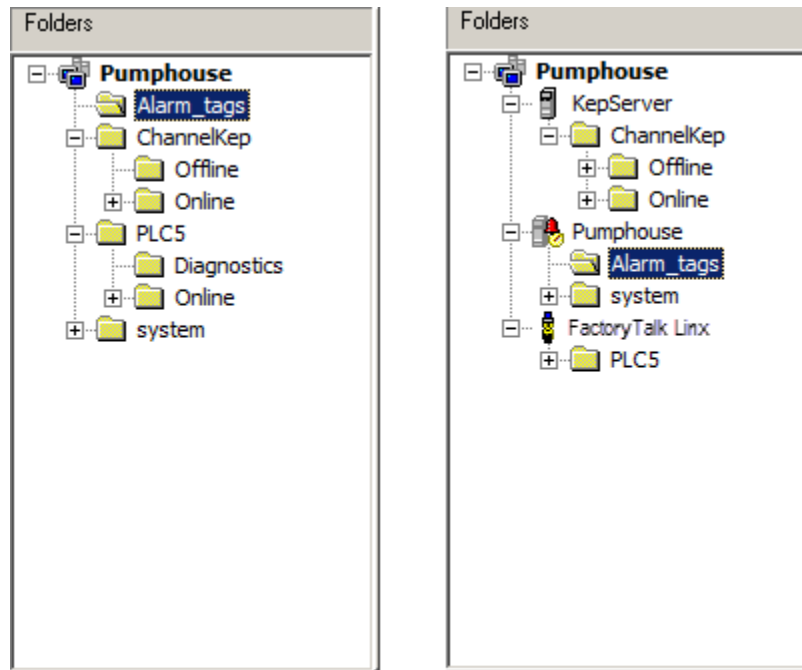 Folders
Pumphouse
Alarm_tags
ChannelKep
Offline
Online
PLC5
Diagnostics
Online
system
Folders
Pumphouse
KepServer
ChannelKep
Offline
Online
Pumphouse
Alarm_tags
system
FactoryTalk Linx
PLC5